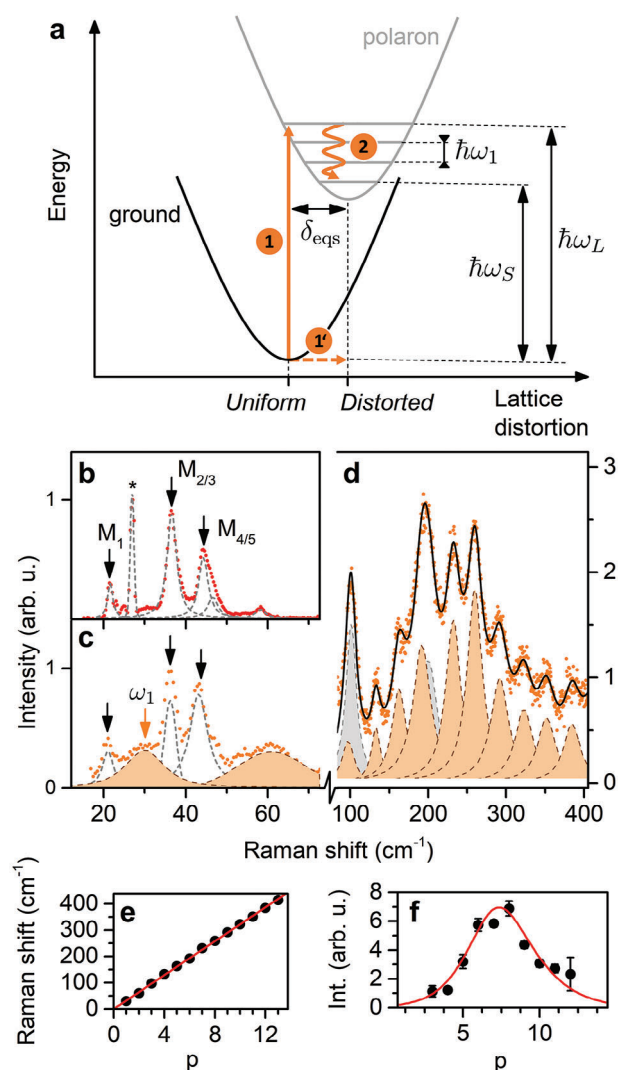 a
Energy
polaron
ground
1
2
1'
δeqs
ħω1
ħωS
ħωL
Uniform
Distorted
Lattice
distortion
b
M1
*
M2/3
M4/5
1
c
ω1
1
0
20 40 60
Intensity (arb. u.)
d
3
2
1
0
100 200 300 400
Raman shift (cm-1)
e
Raman shift (cm-1)
400
300
200
100
0
0 4 8 12
p
f
Int. (arb. u.)
8
6
4
2
0
5 10
p